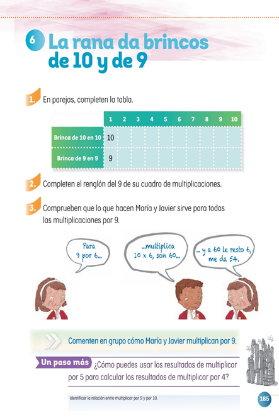 6
La rana da brincos
de 10 y de 9
1. En parejas, completen la tabla.
1 2 3 4 5 6 7 8 9 10
Brinca de 10 en 10 10
Brinca de 9 en 9 9
2. Completen el renglón del 9 de su cuadro de multiplicaciones.
3. Comprueben que lo que hacen María y Javier sirve para todas
las multiplicaciones por 9.
Para
9 por 6...
...multiplica
10 x 6, son 60...
... y a 60 le resto 6,
me da 54.
Comenten en grupo cómo María y Javier multiplican por 9.
Un paso más ¿Cómo puedes usar los resultados de multiplicar
por 5 para calcular los resultados de multiplicar por 4?
Identificar la relación entre multiplicar por 9 y por 10.
185